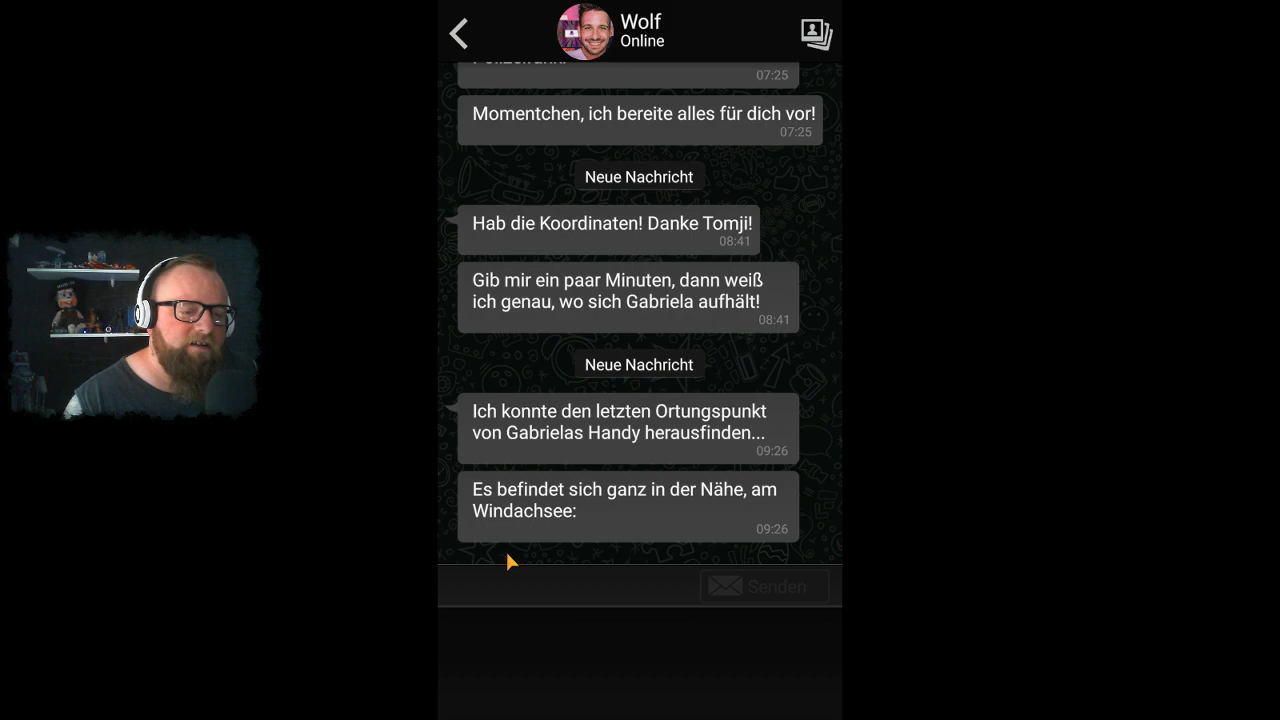 Wolf
Online
07:25
Momentchen, ich bereite alles für dich vor!
07:25
Neue Nachricht
Hab die Koordinaten! Danke Tomji!
08:41
Gib mir ein paar Minuten, dann weiß
ich genau, wo sich Gabriela aufhält!
08:41
Neue Nachricht
Ich konnte den letzten Ortungspunkt
von Gabrielas Handy herausfinden...
09:26
Es befindet sich ganz in der Nähe, am
Windachsee:
09:26
Senden